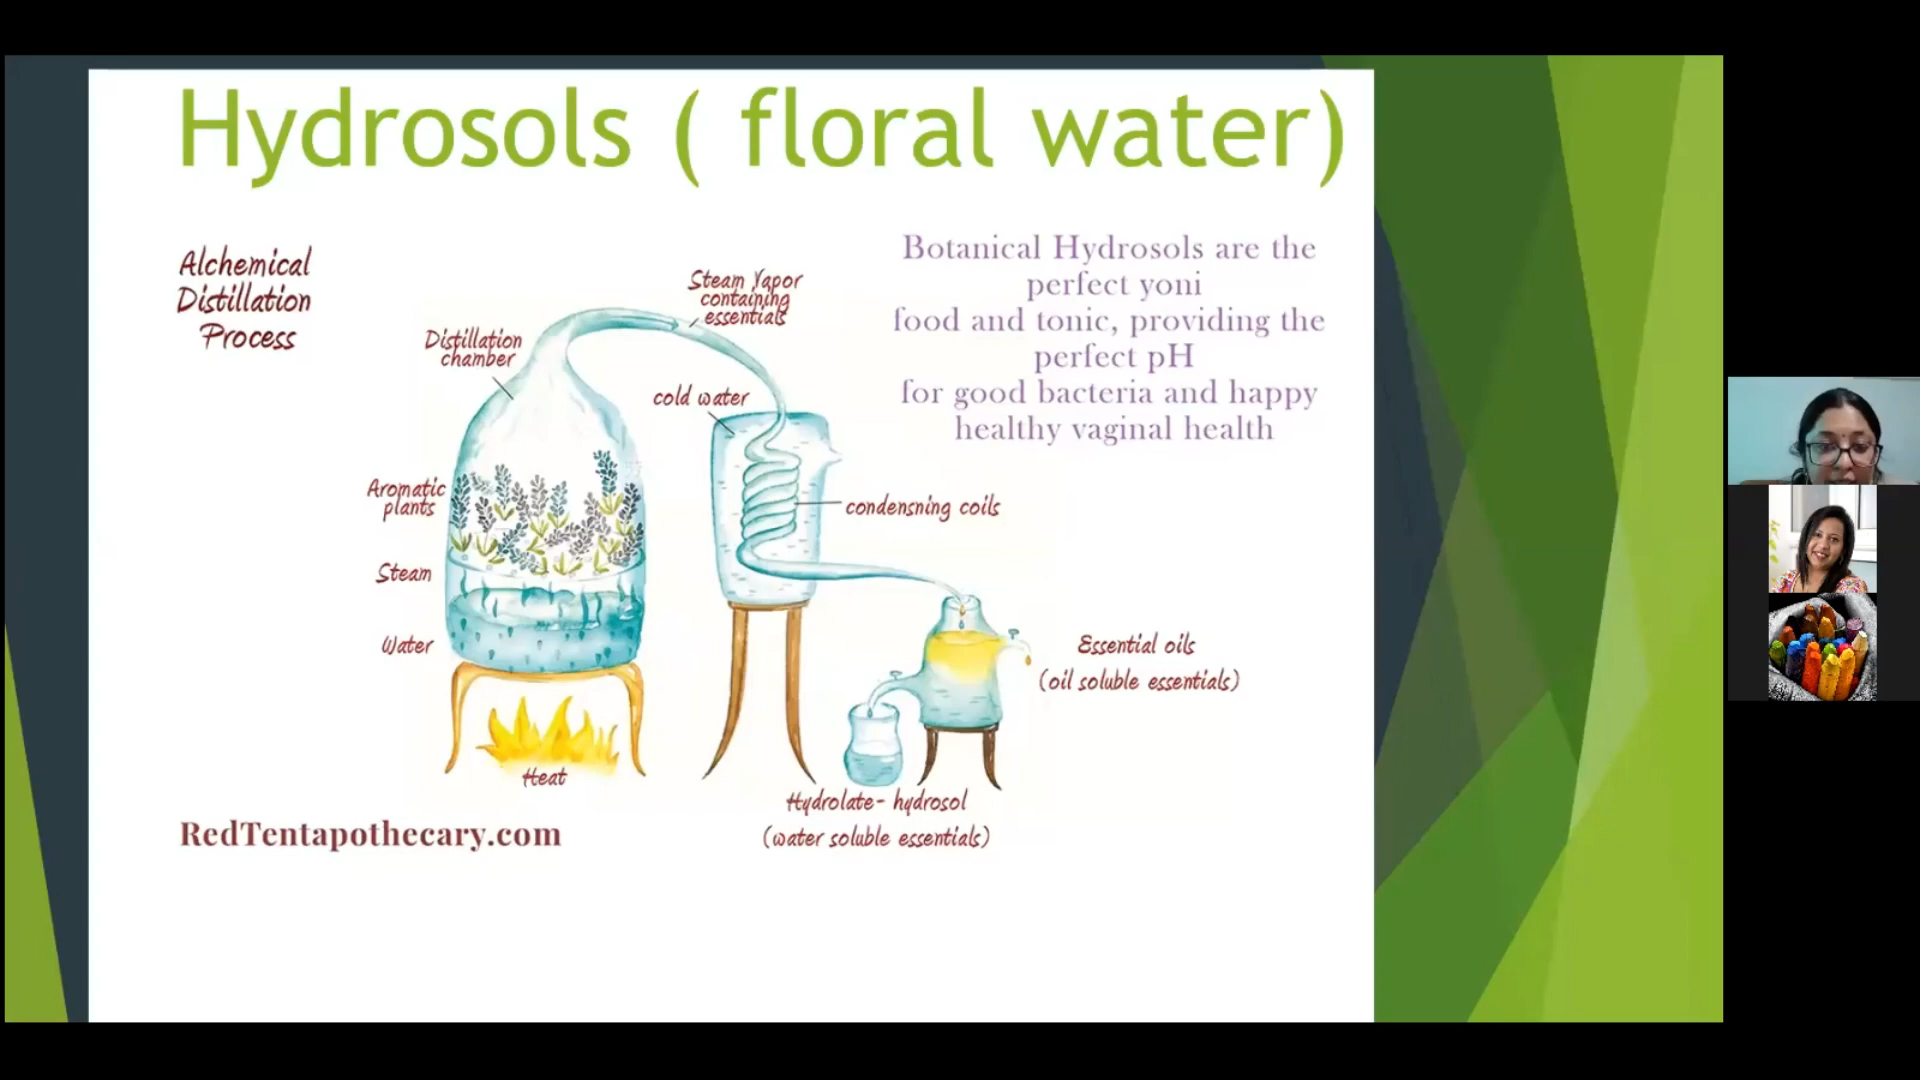 Hydrosols ( floral water)
Alchemical
Distillation
Process
Botanical Hydrosols are the
perfect yoni
food and tonic, providing the
perfect pH
for good bacteria and happy
healthy vaginal health
Steam Vapor
containing
essentials
Distillation
chamber
cold water
Aromatic
plants
condensning coils
Steam
Water
Essential oils
(oil soluble essentials)
Heat
Hydrolate- hydrosol
(water soluble essentials)
RedTentapothecary.com